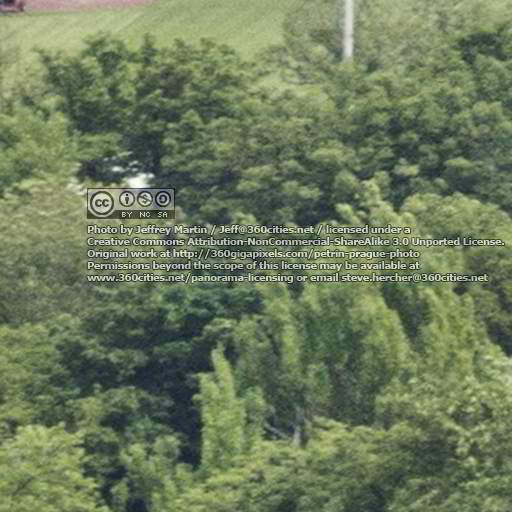 BY NC SA
Photo by Jeffrey Martin / Jeff@360cities.net / licensed under a
Creative Commons Attribution-NonCommercial-ShareAlike 3.0 Unported License.
Original work at http://360gigapixels.com/petrin-prague-photo
Permissions beyond the scope of this license may be available at
www.360cities.net/panorama-licensing or email steve.hercher@360cities.net